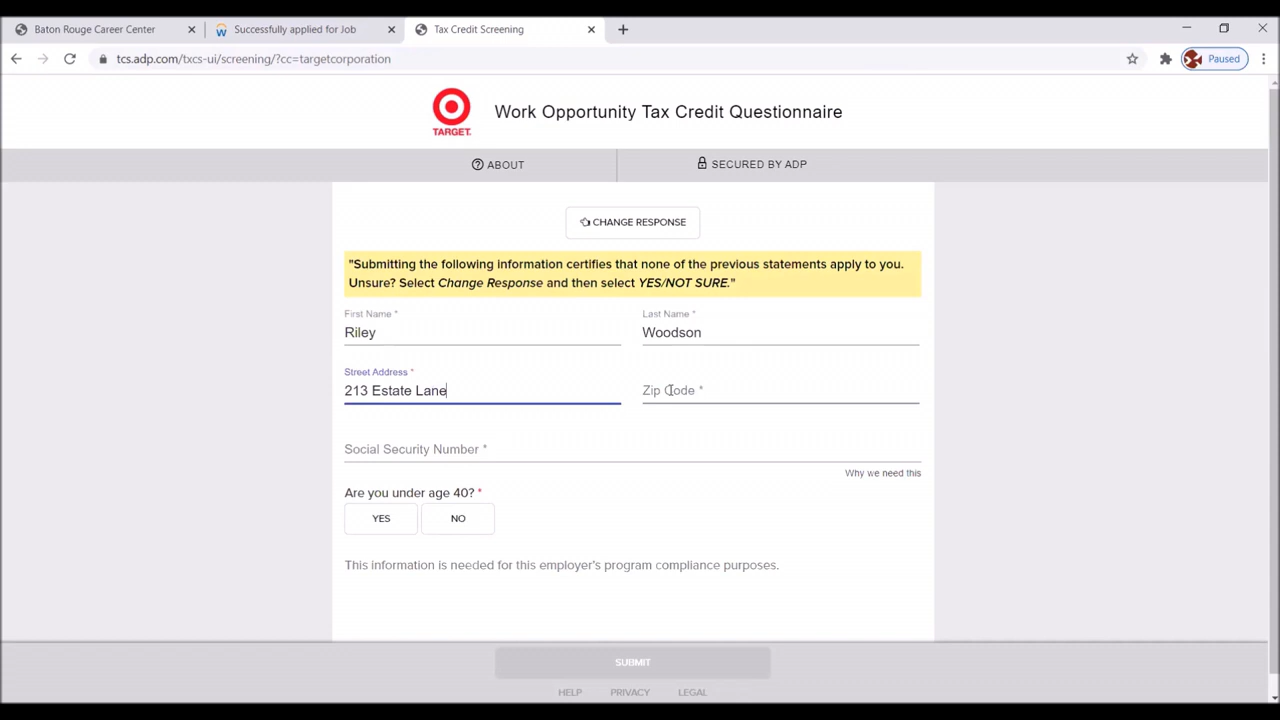 Baton Rouge Career Center
Successfully applied for Job
Tax Credit Screening
tcs.adp.com/txcs-ui/screening/?cc=targetcorporation
Paused
TARGET.
Work Opportunity Tax Credit Questionnaire
ABOUT
SECURED BY ADP
CHANGE RESPONSE
"Submitting the following information certifies that none of the previous statements apply to you.
Unsure? Select Change Response and then select YES/NOT SURE."
First Name *
Last Name *
Riley
Woodson
Street Address *
213 Estate Lane
Zip Code *
Social Security Number *
Why we need this
Are you under age 40? *
YES
NO
This information is needed for this employer's program compliance purposes.
SUBMIT
HELP
PRIVACY
LEGAL